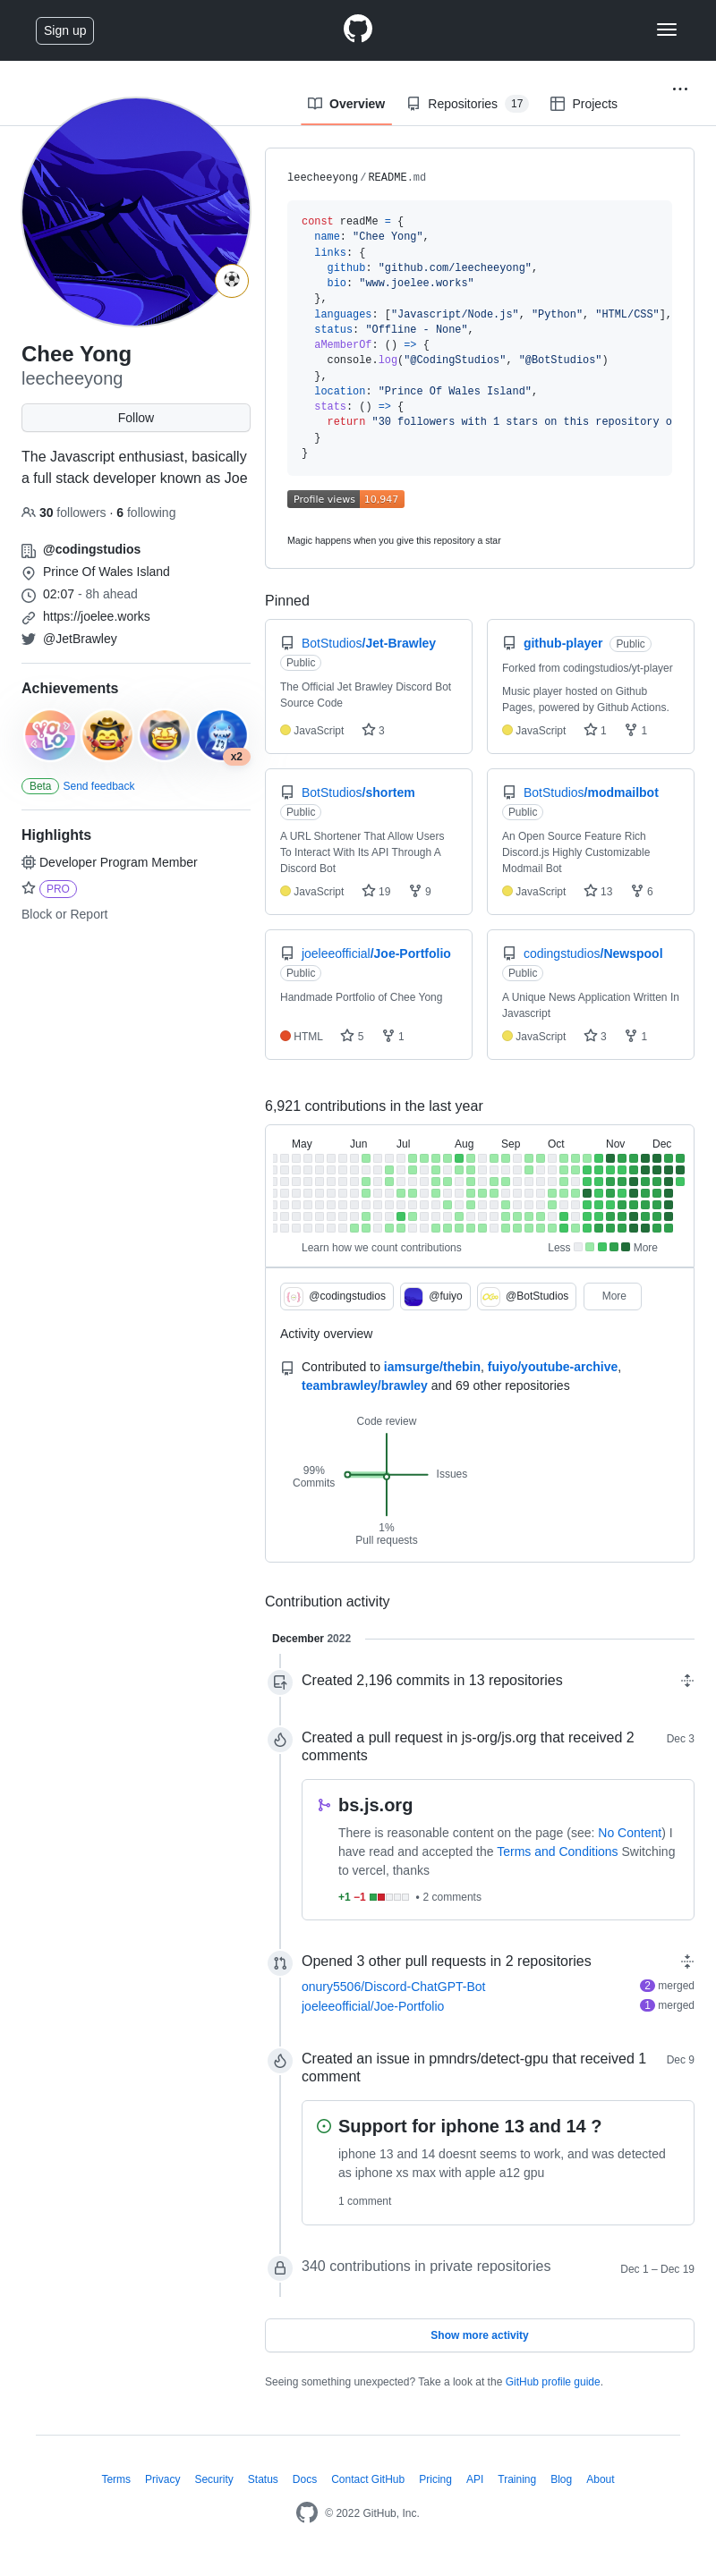 Sign up
Overview
Repositories 17
Projects
Chee Yong
leecheeyong
Follow
The Javascript enthusiast, basically
a full stack developer known as Joe
30 followers · 6 following
@codingstudios
Prince Of Wales Island
02:07 - 8h ahead
https://joelee.works
@JetBrawley
Achievements
YOLO
x2
Beta Send feedback
Highlights
Developer Program Member
PRO
Block or Report
leecheeyong/README.md
const readMe = {
name: "Chee Yong",
links: {
github: "github.com/leecheeyong",
bio: "www.joelee.works"
},
languages: ["Javascript/Node.js", "Python", "HTML/CSS"],
status: "Offline - None",
aMemberOf: () => {
console.log("@CodingStudios", "@BotStudios")
},
location: "Prince Of Wales Island",
stats: () => {
return "30 followers with 1 stars on this repository o
}
}
Profile views 10,947
Magic happens when you give this repository a star
Pinned
BotStudios/Jet-Brawley
Public
The Official Jet Brawley Discord Bot
Source Code
JavaScript 3
github-player Public
Forked from codingstudios/yt-player
Music player hosted on Github
Pages, powered by Github Actions.
JavaScript 1 1
BotStudios/shortem
Public
A URL Shortener That Allow Users
To Interact With Its API Through A
Discord Bot
JavaScript 19 9
BotStudios/modmailbot
Public
An Open Source Feature Rich
Discord.js Highly Customizable
Modmail Bot
JavaScript 13 6
joeleeofficial/Joe-Portfolio
Public
Handmade Portfolio of Chee Yong
HTML 5 1
codingstudios/Newspool
Public
A Unique News Application Written In
Javascript
JavaScript 3 1
6,921 contributions in the last year
May Jun Jul Aug Sep Oct Nov Dec
Learn how we count contributions
Less More
@codingstudios
@fuiyo
@BotStudios
More
Activity overview
Contributed to iamsurge/thebin, fuiyo/youtube-archive,
teambrawley/brawley and 69 other repositories
Code review
99%
Commits
Issues
1%
Pull requests
Contribution activity
December 2022
Created 2,196 commits in 13 repositories
Created a pull request in js-org/js.org that received 2
comments
Dec 3
bs.js.org
There is reasonable content on the page (see: No Content) I
have read and accepted the Terms and Conditions Switching
to vercel, thanks
+1 −1 • 2 comments
Opened 3 other pull requests in 2 repositories
onury5506/Discord-ChatGPT-Bot 2 merged
joeleeofficial/Joe-Portfolio 1 merged
Created an issue in pmndrs/detect-gpu that received 1
comment
Dec 9
Support for iphone 13 and 14 ?
iphone 13 and 14 doesnt seems to work, and was detected
as iphone xs max with apple a12 gpu
1 comment
340 contributions in private repositories
Dec 1 – Dec 19
Show more activity
Seeing something unexpected? Take a look at the GitHub profile guide.
Terms Privacy Security Status Docs Contact GitHub Pricing API Training Blog About
© 2022 GitHub, Inc.